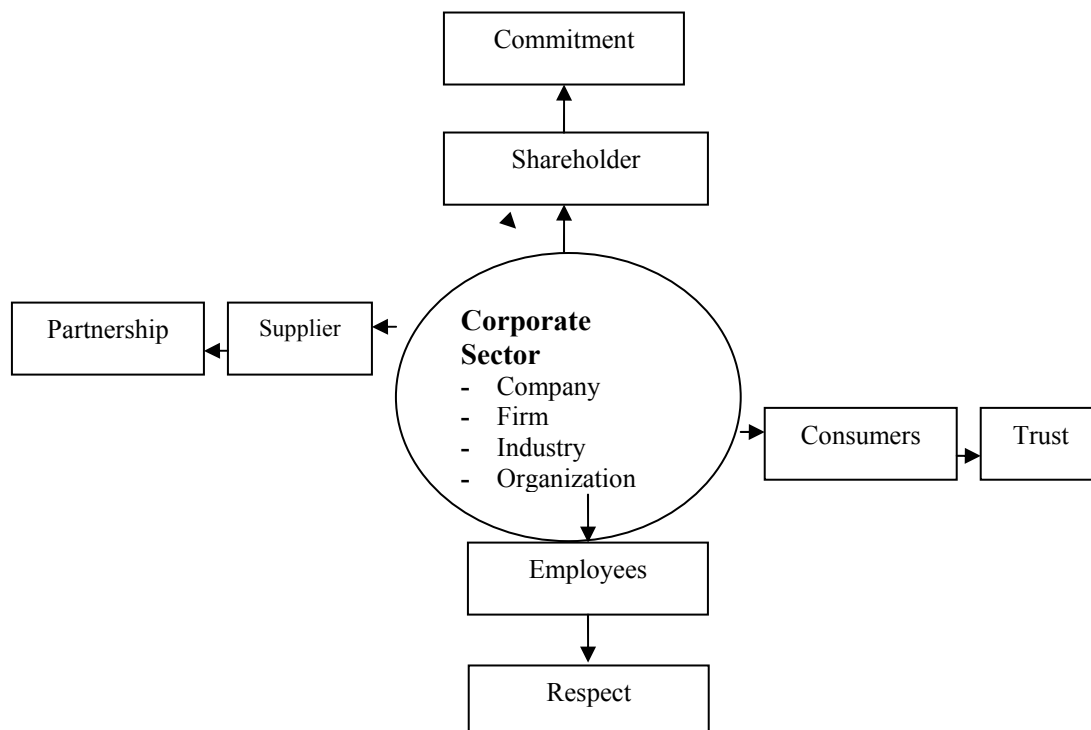 Commitment
Shareholder
Partnership
Supplier
Corporate
Sector
- Company
- Firm
- Industry
- Organization
Consumers
Trust
Employees
Respect